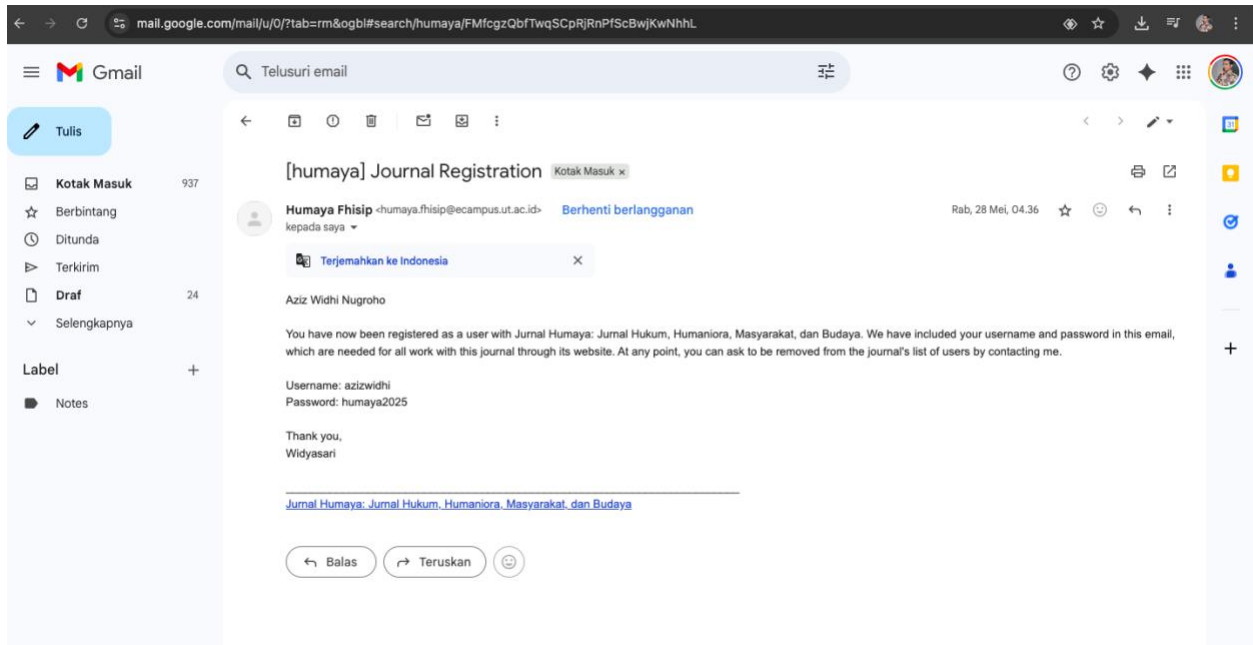 mail.google.com/mail/u/0/?tab=rm&ogbl#search/humaya/FMfcgzQbfTwqSCpRjRnPfScBwjKwNhhL
Gmail
Telusuri email
Tulis
Kotak Masuk 937
Berbintang
Ditunda
Terkirim
Draf 24
Selengkapnya
Label
Notes
[humaya] Journal Registration Kotak Masuk ×
Humaya Fhisip <humaya.fhisip@ecampus.ut.ac.id> Berhenti berlangganan Rab, 28 Mei, 04.36
kepada saya
Terjemahkan ke Indonesia
Aziz Widhi Nugroho
You have now been registered as a user with Jurnal Humaya: Jurnal Hukum, Humaniora, Masyarakat, dan Budaya. We have included your username and password in this email,
which are needed for all work with this journal through its website. At any point, you can ask to be removed from the journal's list of users by contacting me.
Username: azizwidhi
Password: humaya2025
Thank you,
Widyasari
Jurnal Humaya: Jurnal Hukum, Humaniora, Masyarakat, dan Budaya
Balas Teruskan
31